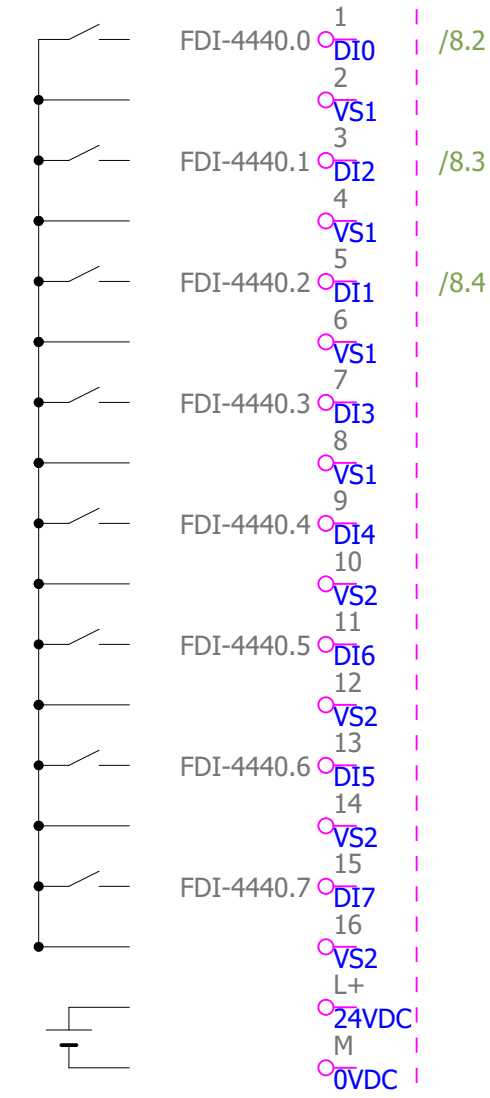 1
FDI-4440.0 DI0 /8.2
2
VS1
3
FDI-4440.1 DI2 /8.3
4
VS1
5
FDI-4440.2 DI1 /8.4
6
VS1
7
FDI-4440.3 DI3
8
VS1
9
FDI-4440.4 DI4
10
VS2
11
FDI-4440.5 DI6
12
VS2
13
FDI-4440.6 DI5
14
VS2
15
FDI-4440.7 DI7
16
VS2
L+
24VDC
M
0VDC